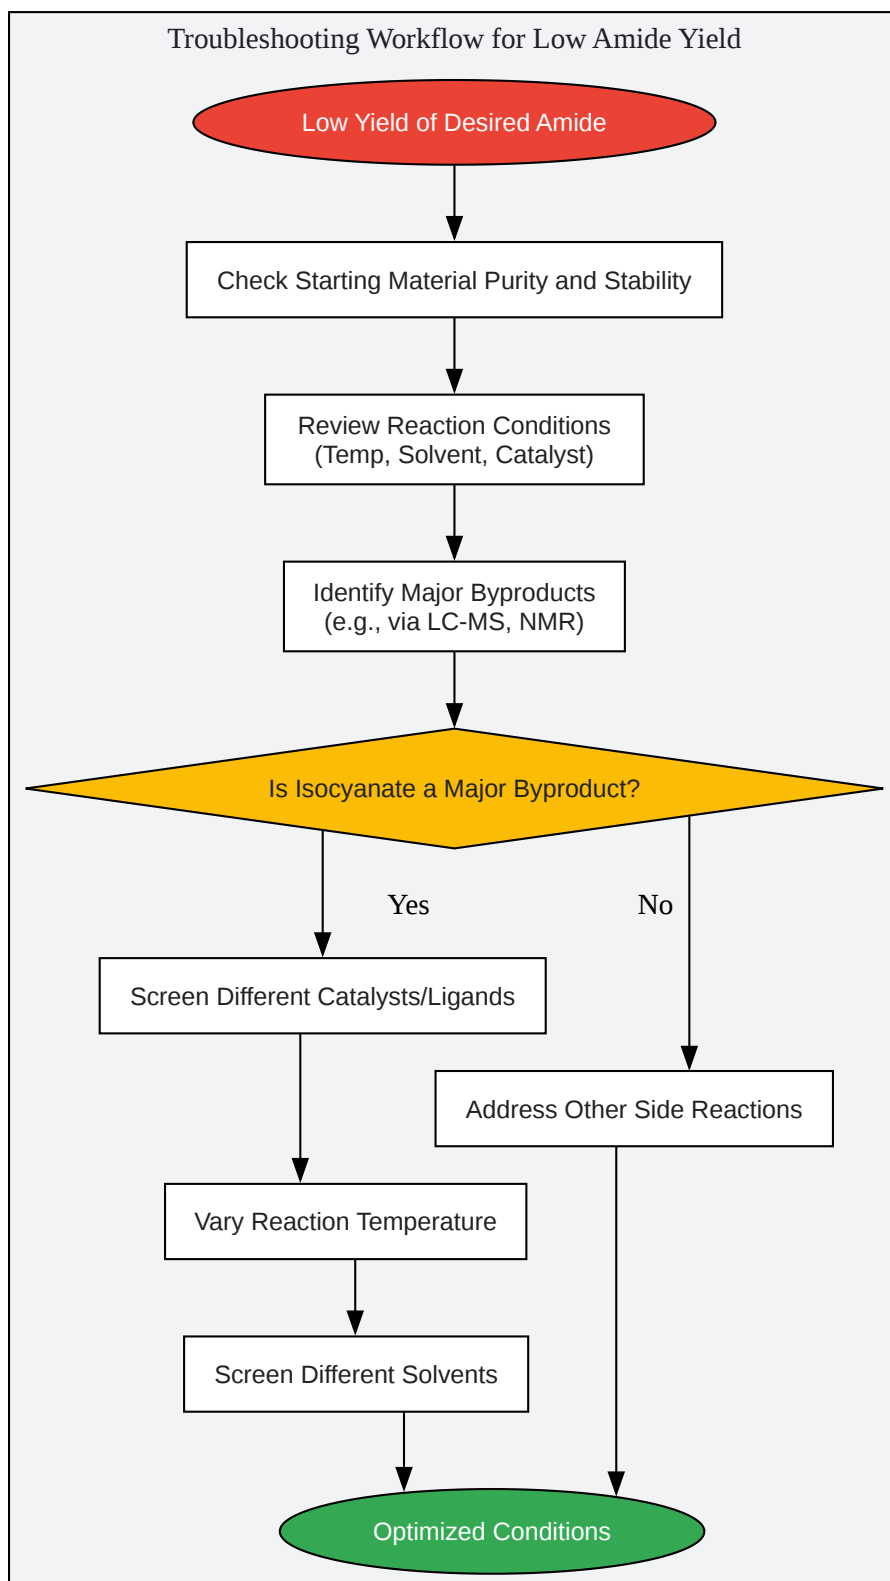 Troubleshooting Workflow for Low Amide Yield
Low Yield of Desired Amide
Check Starting Material Purity and Stability
Review Reaction Conditions
(Temp, Solvent, Catalyst)
Identify Major Byproducts
(e.g., via LC-MS, NMR)
Is Isocyanate a Major Byproduct?
Yes
No
Screen Different Catalysts/Ligands
Address Other Side Reactions
Vary Reaction Temperature
Screen Different Solvents
Optimized Conditions